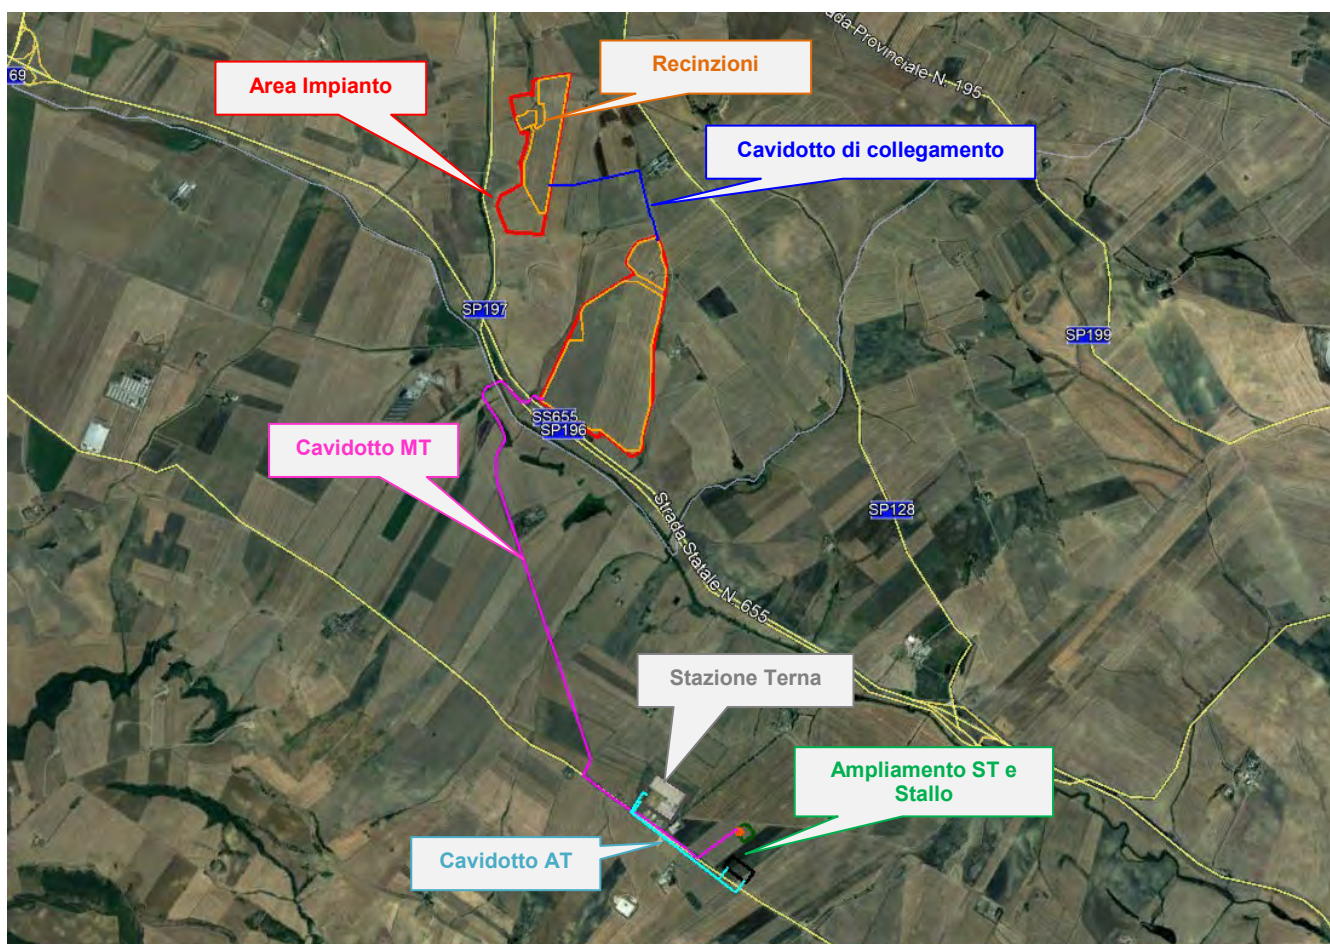 ada Provinciale N. 195
69
Recinzioni
Area Impianto
Cavidotto di collegamento
SP197
SP199
SS655
SP196
Cavidotto MT
SP128
Strada Statale N. 655
Stazione Terna
Ampliamento ST e
Stallo
Cavidotto AT